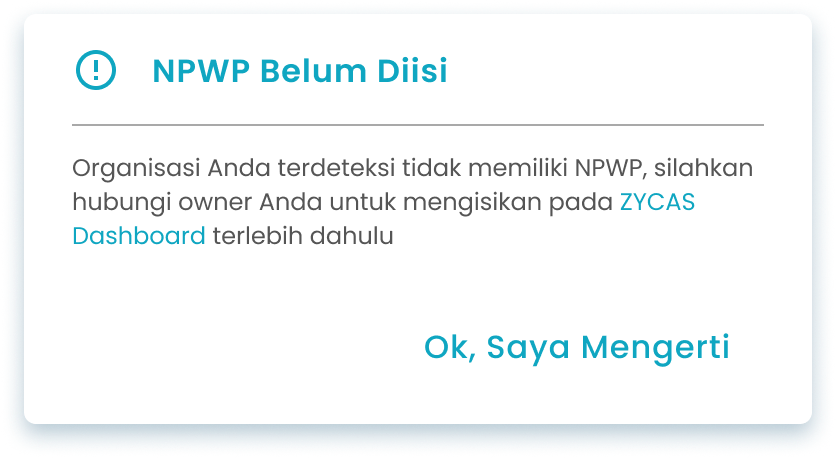 NPWP Belum Diisi
Organisasi Anda terdeteksi tidak memiliki NPWP, silahkan
hubungi owner Anda untuk mengisikan pada ZYCAS
Dashboard terlebih dahulu
Ok, Saya Mengerti